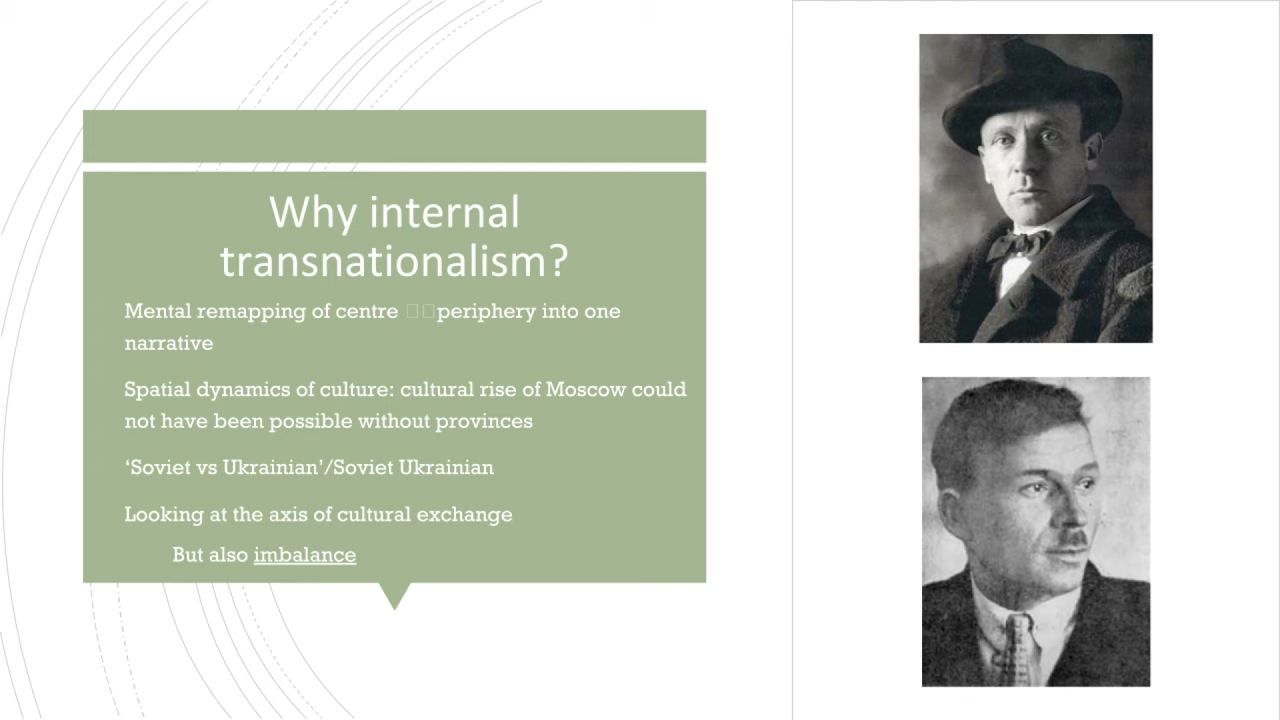 Why internal
transnationalism?
Mental remapping of centre □□periphery into one
narrative
Spatial dynamics of culture: cultural rise of Moscow could
not have been possible without provinces
‘Soviet vs Ukrainian’/Soviet Ukrainian
Looking at the axis of cultural exchange
But also imbalance